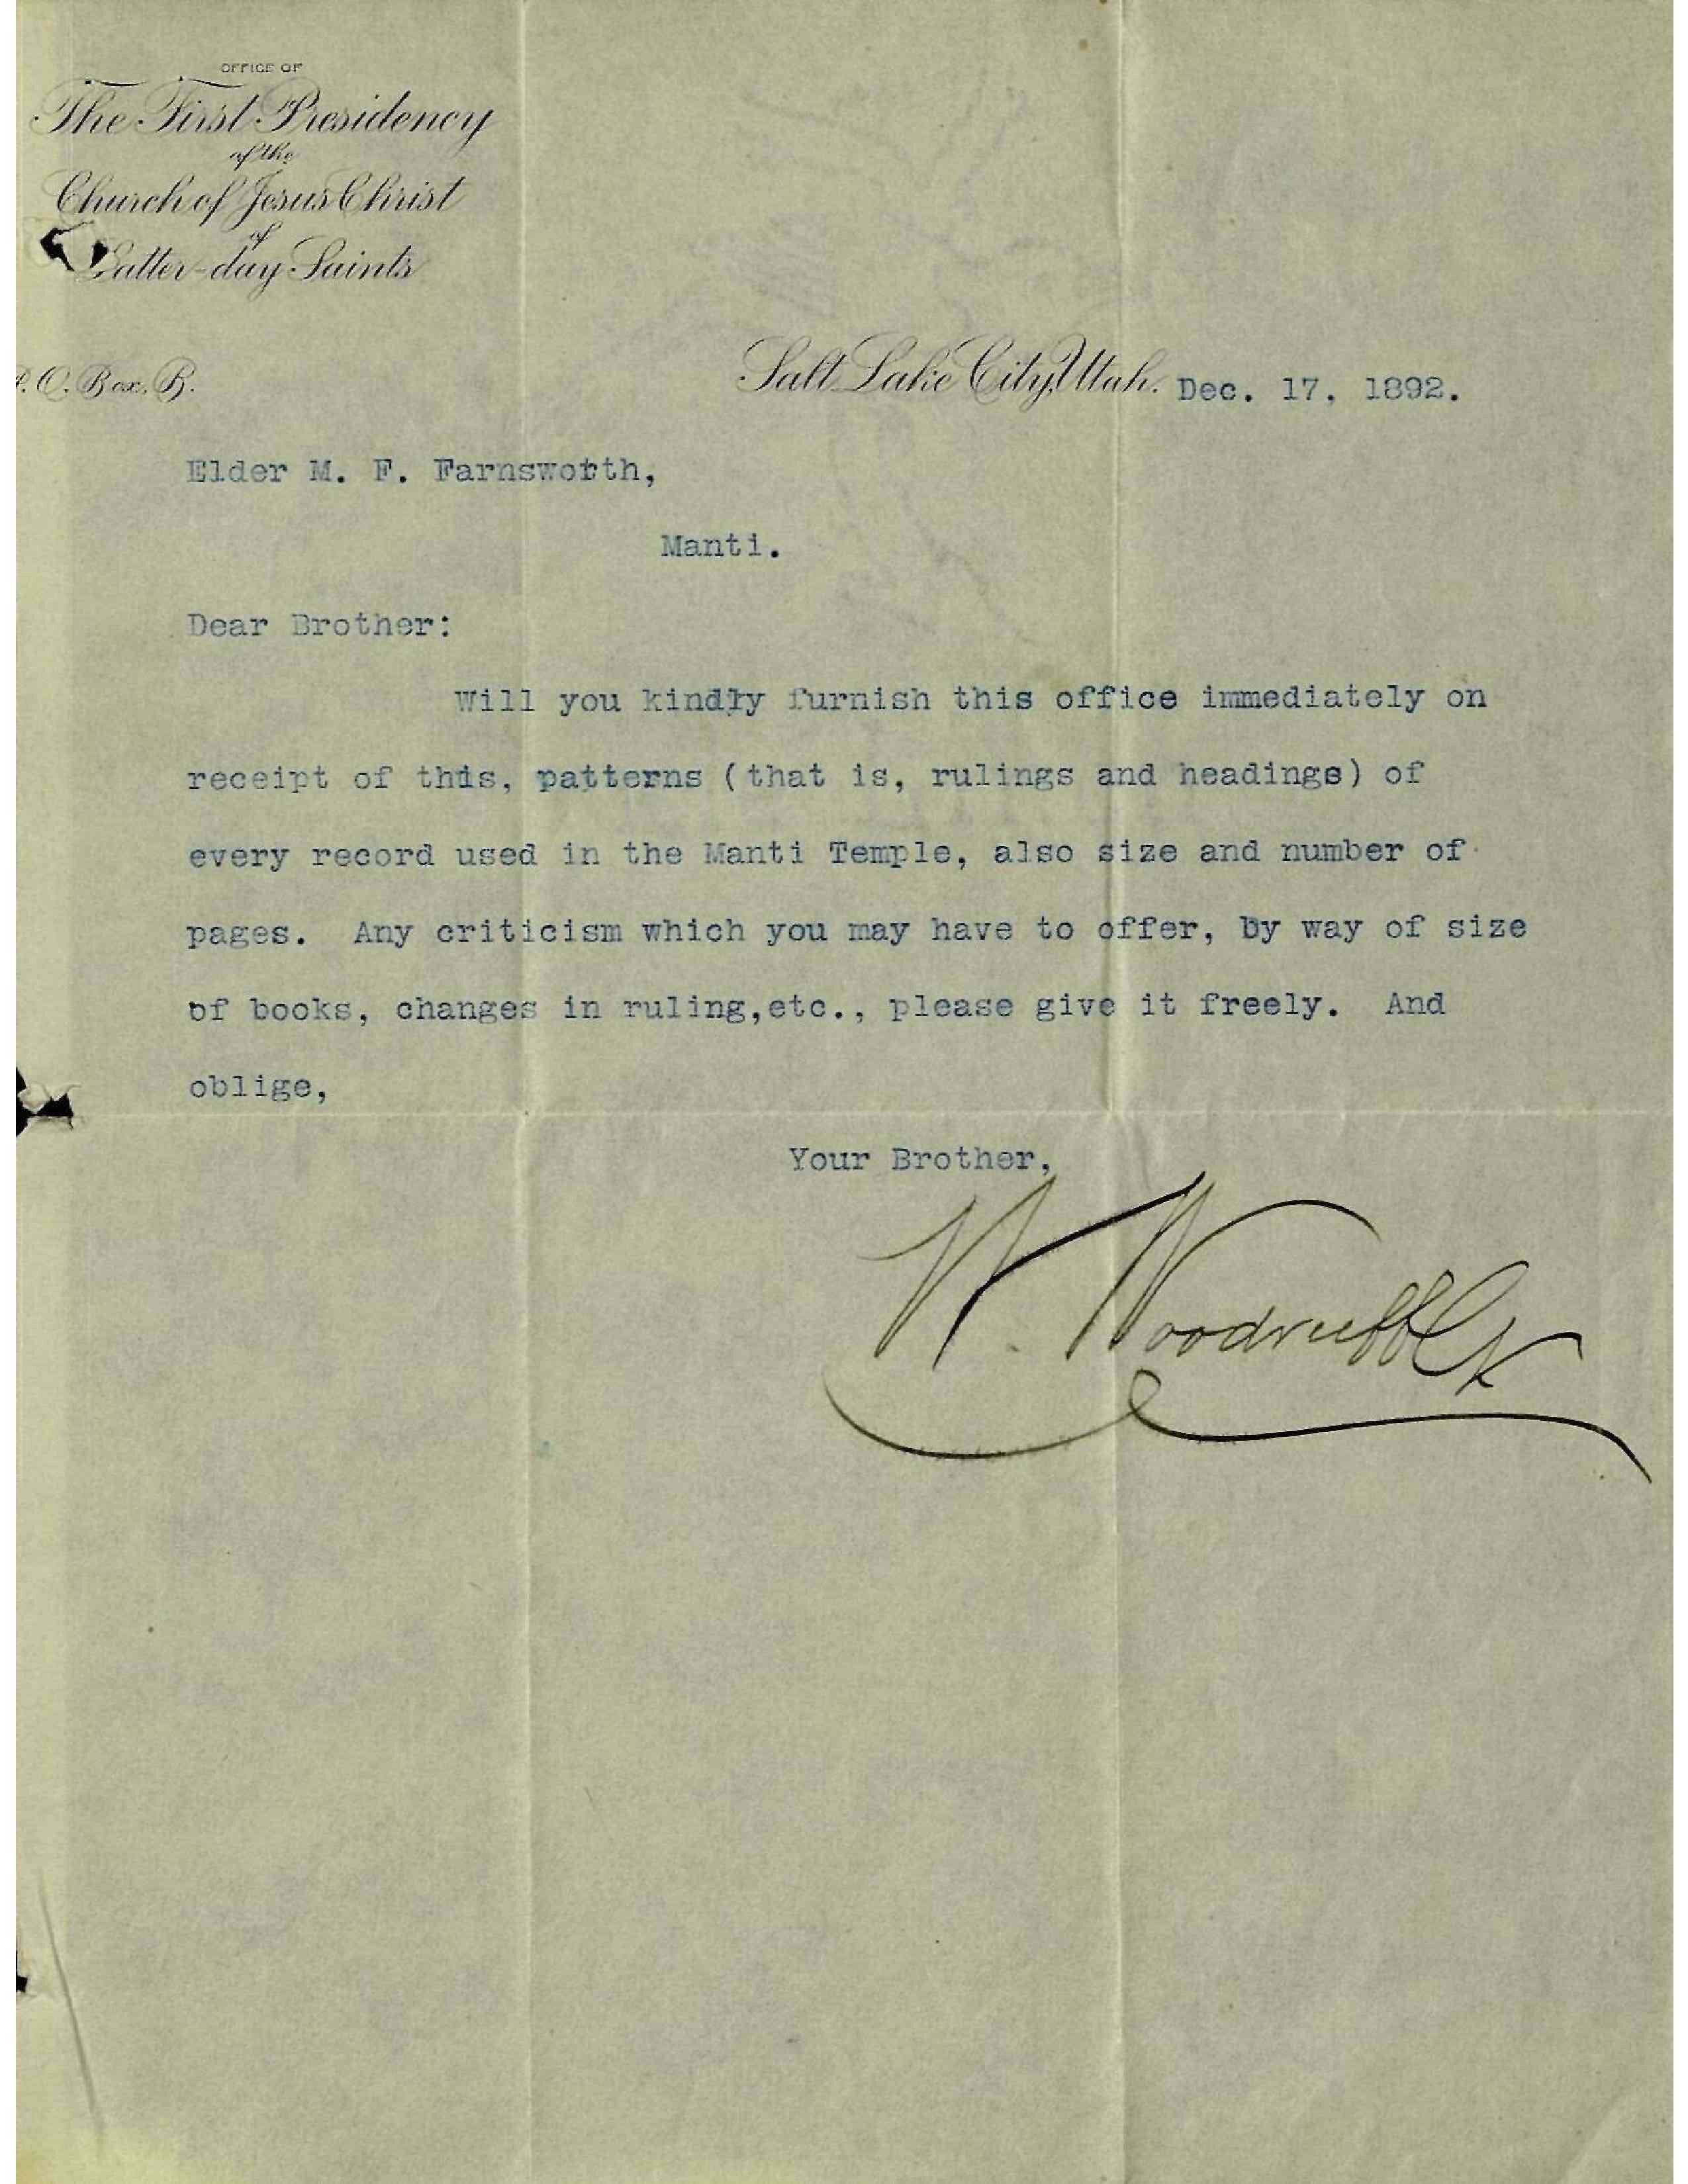 OFFICE OF
The First Presidency
of the
Church of Jesus Christ
of
Latter-day Saints
P. O. Box, B.
Salt Lake City, Utah. Dec. 17, 1892.
Elder M. F. Farnsworth,
Manti.
Dear Brother:
Will you kindly furnish this office immediately on
receipt of this, patterns (that is, rulings and headings) of
every record used in the Manti Temple, also size and number of
pages. Any criticism which you may have to offer, by way of size
of books, changes in ruling,etc., please give it freely. And
oblige,
Your Brother,
W. Woodruff